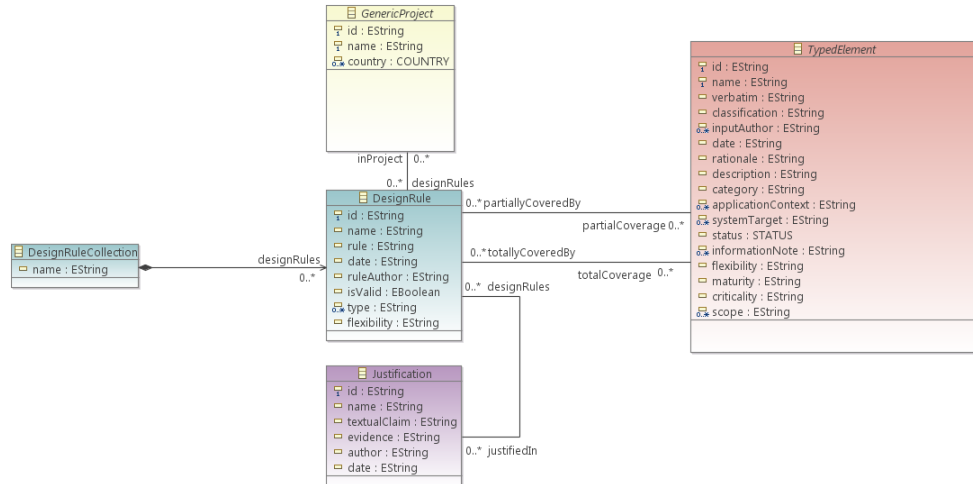 GenericProject
id : EString
name : EString
country : COUNTRY
inProject 0..*
0..* designRules
DesignRuleCollection
name : EString
designRules
0..*
DesignRule
id : EString
name : EString
rule : EString
date : EString
ruleAuthor : EString
isValid : EBoolean
type : EString
flexibility : EString
0..* partiallyCoveredBy
partialCoverage 0..*
0..* totallyCoveredBy
totalCoverage 0..*
0..* designRules
Justification
id : EString
name : EString
textualClaim : EString
evidence : EString
author : EString
date : EString
0..* justifiedIn
TypedElement
id : EString
name : EString
verbatim : EString
classification : EString
inputAuthor : EString
date : EString
rationale : EString
description : EString
category : EString
applicationContext : EString
systemTarget : EString
status : STATUS
informationNote : EString
flexibility : EString
maturity : EString
criticality : EString
scope : EString